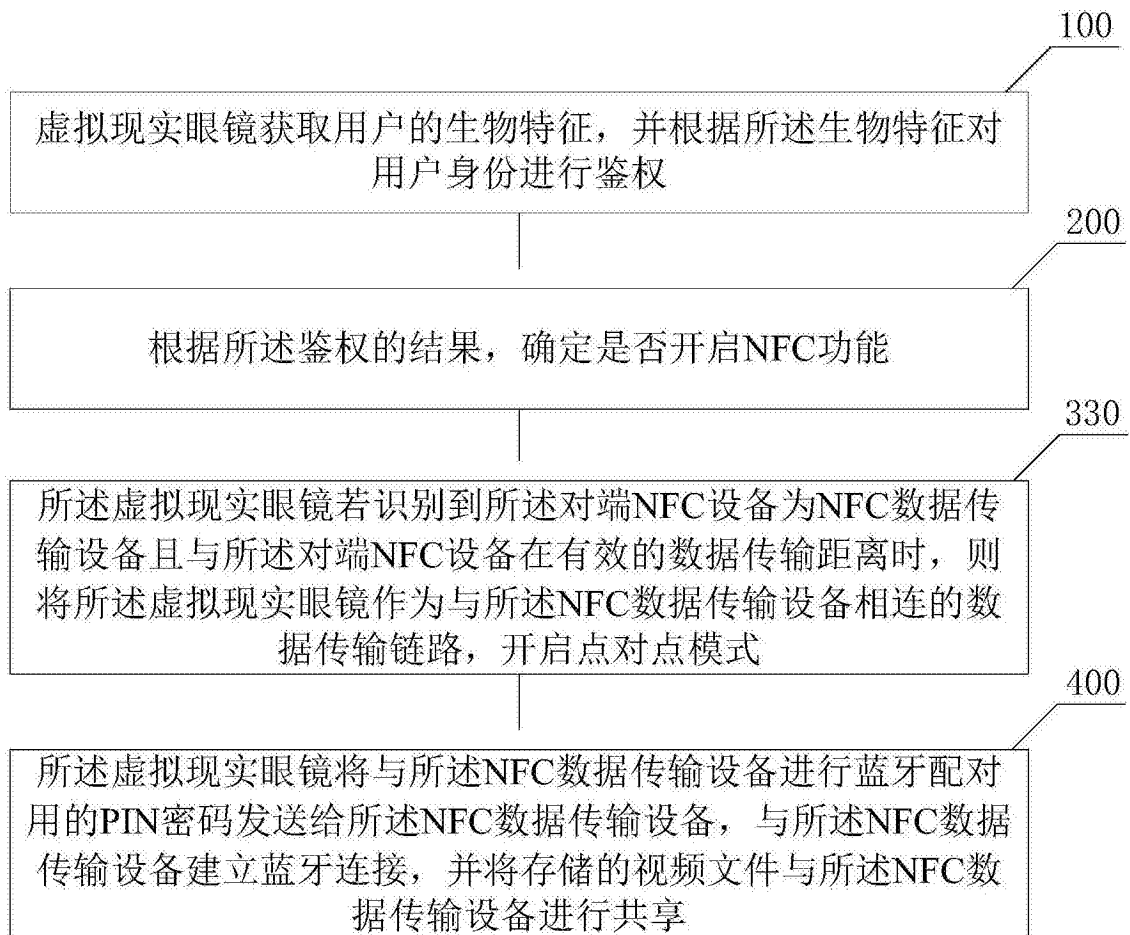 100
虚拟现实眼镜获取用户的生物特征，并根据所述生物特征对
用户身份进行鉴权
200
根据所述鉴权的结果，确定是否开启NFC功能
330
所述虚拟现实眼镜若识别到所述对端NFC设备为NFC数据传
输设备且与所述对端NFC设备在有效的数据传输距离时，则
将所述虚拟现实眼镜作为与所述NFC数据传输设备相连的数
据传输链路，开启点对点模式
400
所述虚拟现实眼镜将与所述NFC数据传输设备进行蓝牙配对
用的PIN密码发送给所述NFC数据传输设备，与所述NFC数据
传输设备建立蓝牙连接，并将存储的视频文件与所述NFC数
据传输设备进行共享